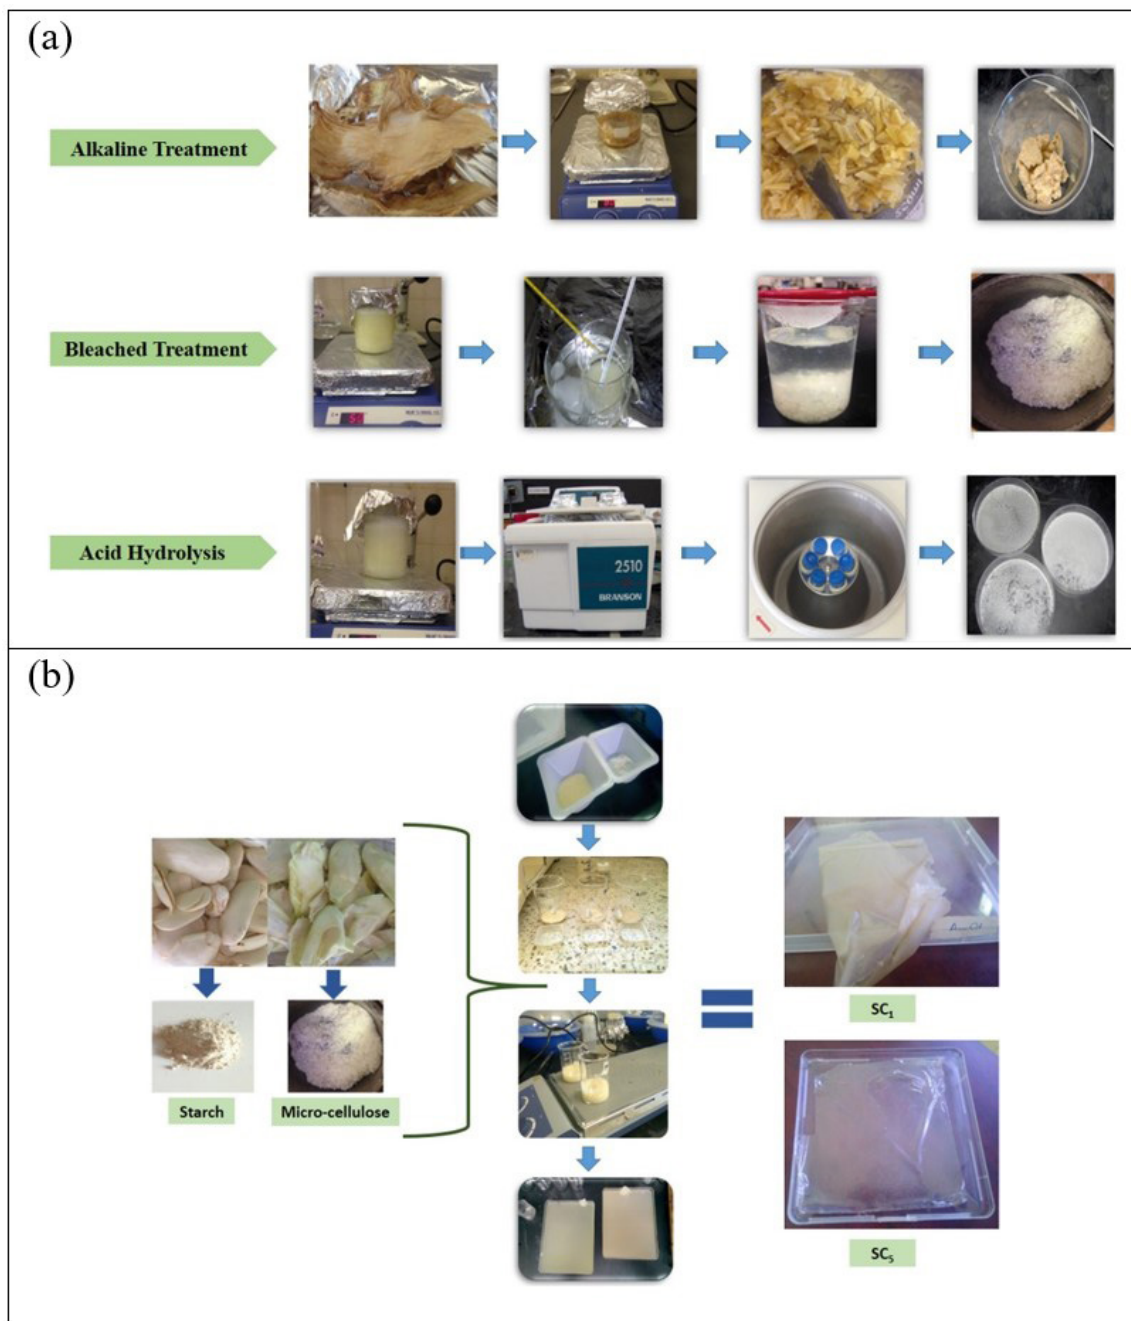 (a)
Alkaline Treatment
Bleached Treatment
Acid Hydrolysis
2510
BRANSON
(b)
Starch
Micro-cellulose
SC₁
SC₅